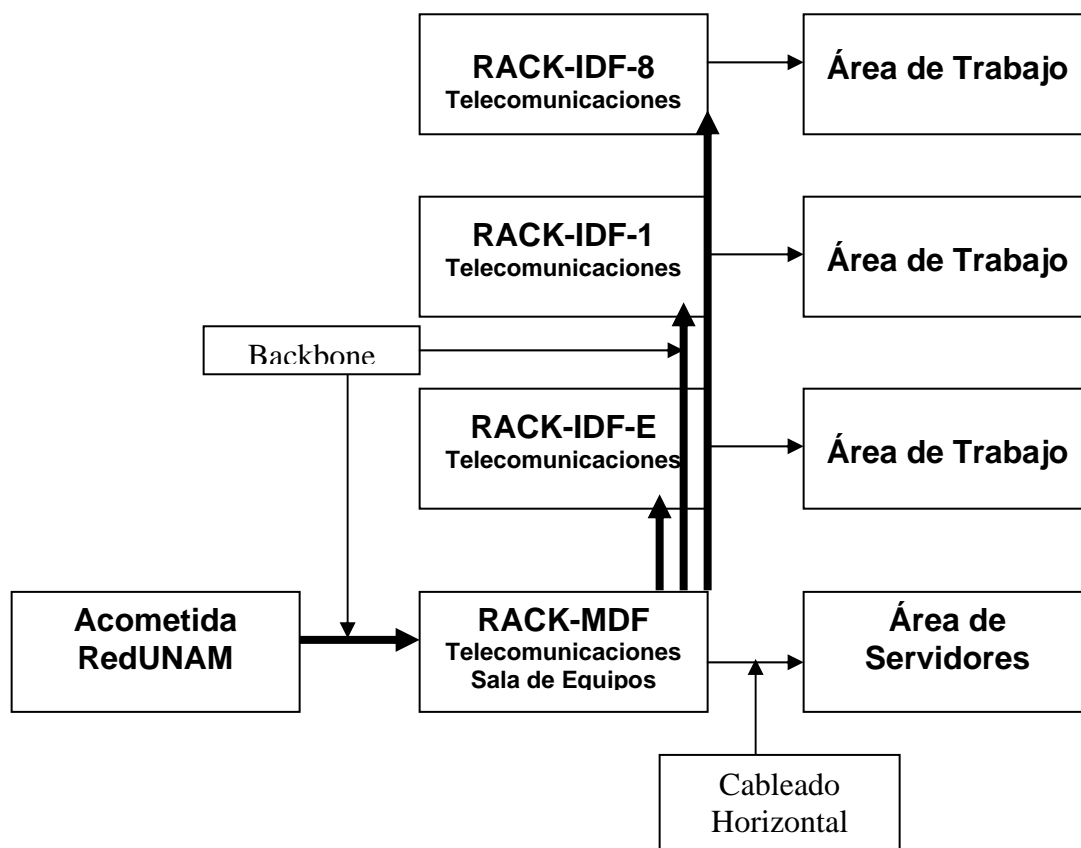 RACK-IDF-8
Telecomunicaciones
Área de Trabajo
RACK-IDF-1
Telecomunicaciones
Área de Trabajo
Backbone
RACK-IDF-E
Telecomunicaciones
Área de Trabajo
Acometida
RedUNAM
RACK-MDF
Telecomunicaciones
Sala de Equipos
Área de
Servidores
Cableado
Horizontal